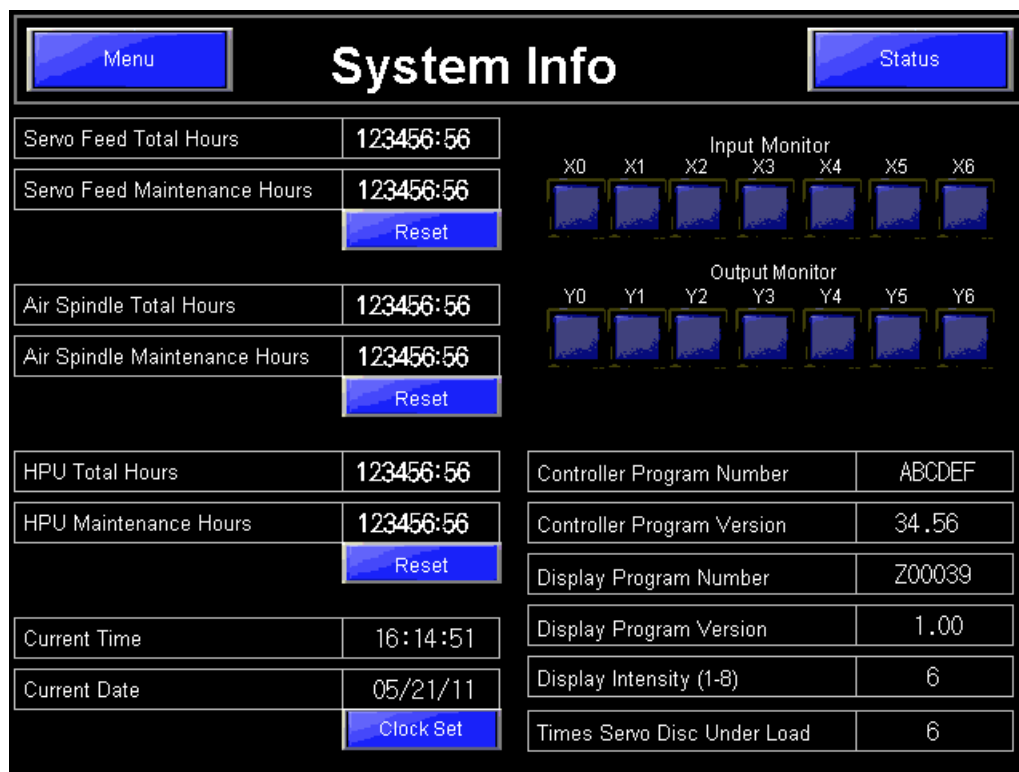 Menu
System Info
Status
Servo Feed Total Hours 123456:56
Servo Feed Maintenance Hours 123456:56
Reset
Air Spindle Total Hours 123456:56
Air Spindle Maintenance Hours 123456:56
Reset
HPU Total Hours 123456:56
HPU Maintenance Hours 123456:56
Reset
Current Time 16:14:51
Current Date 05/21/11
Clock Set
Input Monitor
X0 X1 X2 X3 X4 X5 X6
Output Monitor
Y0 Y1 Y2 Y3 Y4 Y5 Y6
Controller Program Number ABCDEF
Controller Program Version 34.56
Display Program Number Z00039
Display Program Version 1.00
Display Intensity (1-8) 6
Times Servo Disc Under Load 6